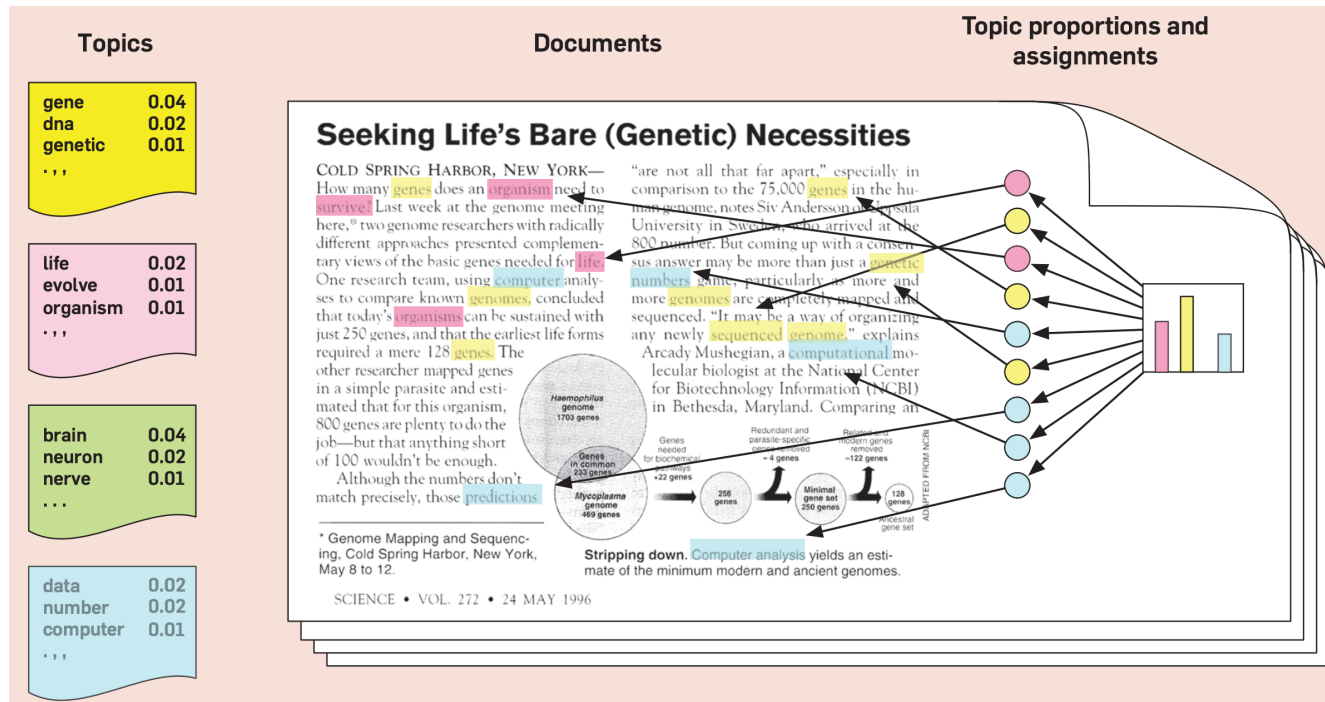 Topics
gene 0.04
dna 0.02
genetic 0.01
. , ,
life 0.02
evolve 0.01
organism 0.01
. , ,
brain 0.04
neuron 0.02
nerve 0.01
. . .
data 0.02
number 0.02
computer 0.01
. , ,
Documents
Seeking Life's Bare (Genetic) Necessities
COLD SPRING HARBOR, NEW YORK—
How many genes does an organism need to
survive? Last week at the genome meeting
here,* two genome researchers with radically
different approaches presented complemen-
tary views of the basic genes needed for life.
One research team, using computer analy-
ses to compare known genomes, concluded
that today's organisms can be sustained with
just 250 genes, and that the earliest life forms
required a mere 128 genes. The
other researcher mapped genes
in a simple parasite and esti-
mated that for this organism,
800 genes are plenty to do the
job—but that anything short
of 100 wouldn't be enough.
Although the numbers don't
match precisely, those predictions
* Genome Mapping and Sequenc-
ing, Cold Spring Harbor, New York,
May 8 to 12.
"are not all that far apart," especially in
comparison to the 75,000 genes in the hu-
man genome, notes Siv Andersson of Uppsala
University in Sweden, who arrived at the
800 number. But coming up with a consen-
sus answer may be more than just a genetic
numbers game, particularly as more and
more genomes are completely mapped and
sequenced. "It may be a way of organizing
any newly sequenced genome," explains
Arcady Mushegian, a computational mo-
lecular biologist at the National Center
for Biotechnology Information (NCBI)
in Bethesda, Maryland. Comparing an
Haemophilus
genome
1703 genes
Genes
in common
233 genes
Mycoplasma
genome
469 genes
Genes
needed
for biochemical
pathways
+22 genes
256
genes
Redundant and
parasite-specific
genes removed
–4 genes
Minimal
gene set
250 genes
Related and
modern genes
removed
–122 genes
128
genes
Ancestral
gene set
ADAPTED FROM NCBI
Stripping down. Computer analysis yields an esti-
mate of the minimum modern and ancient genomes.
SCIENCE • VOL. 272 • 24 MAY 1996
Topic proportions and
assignments